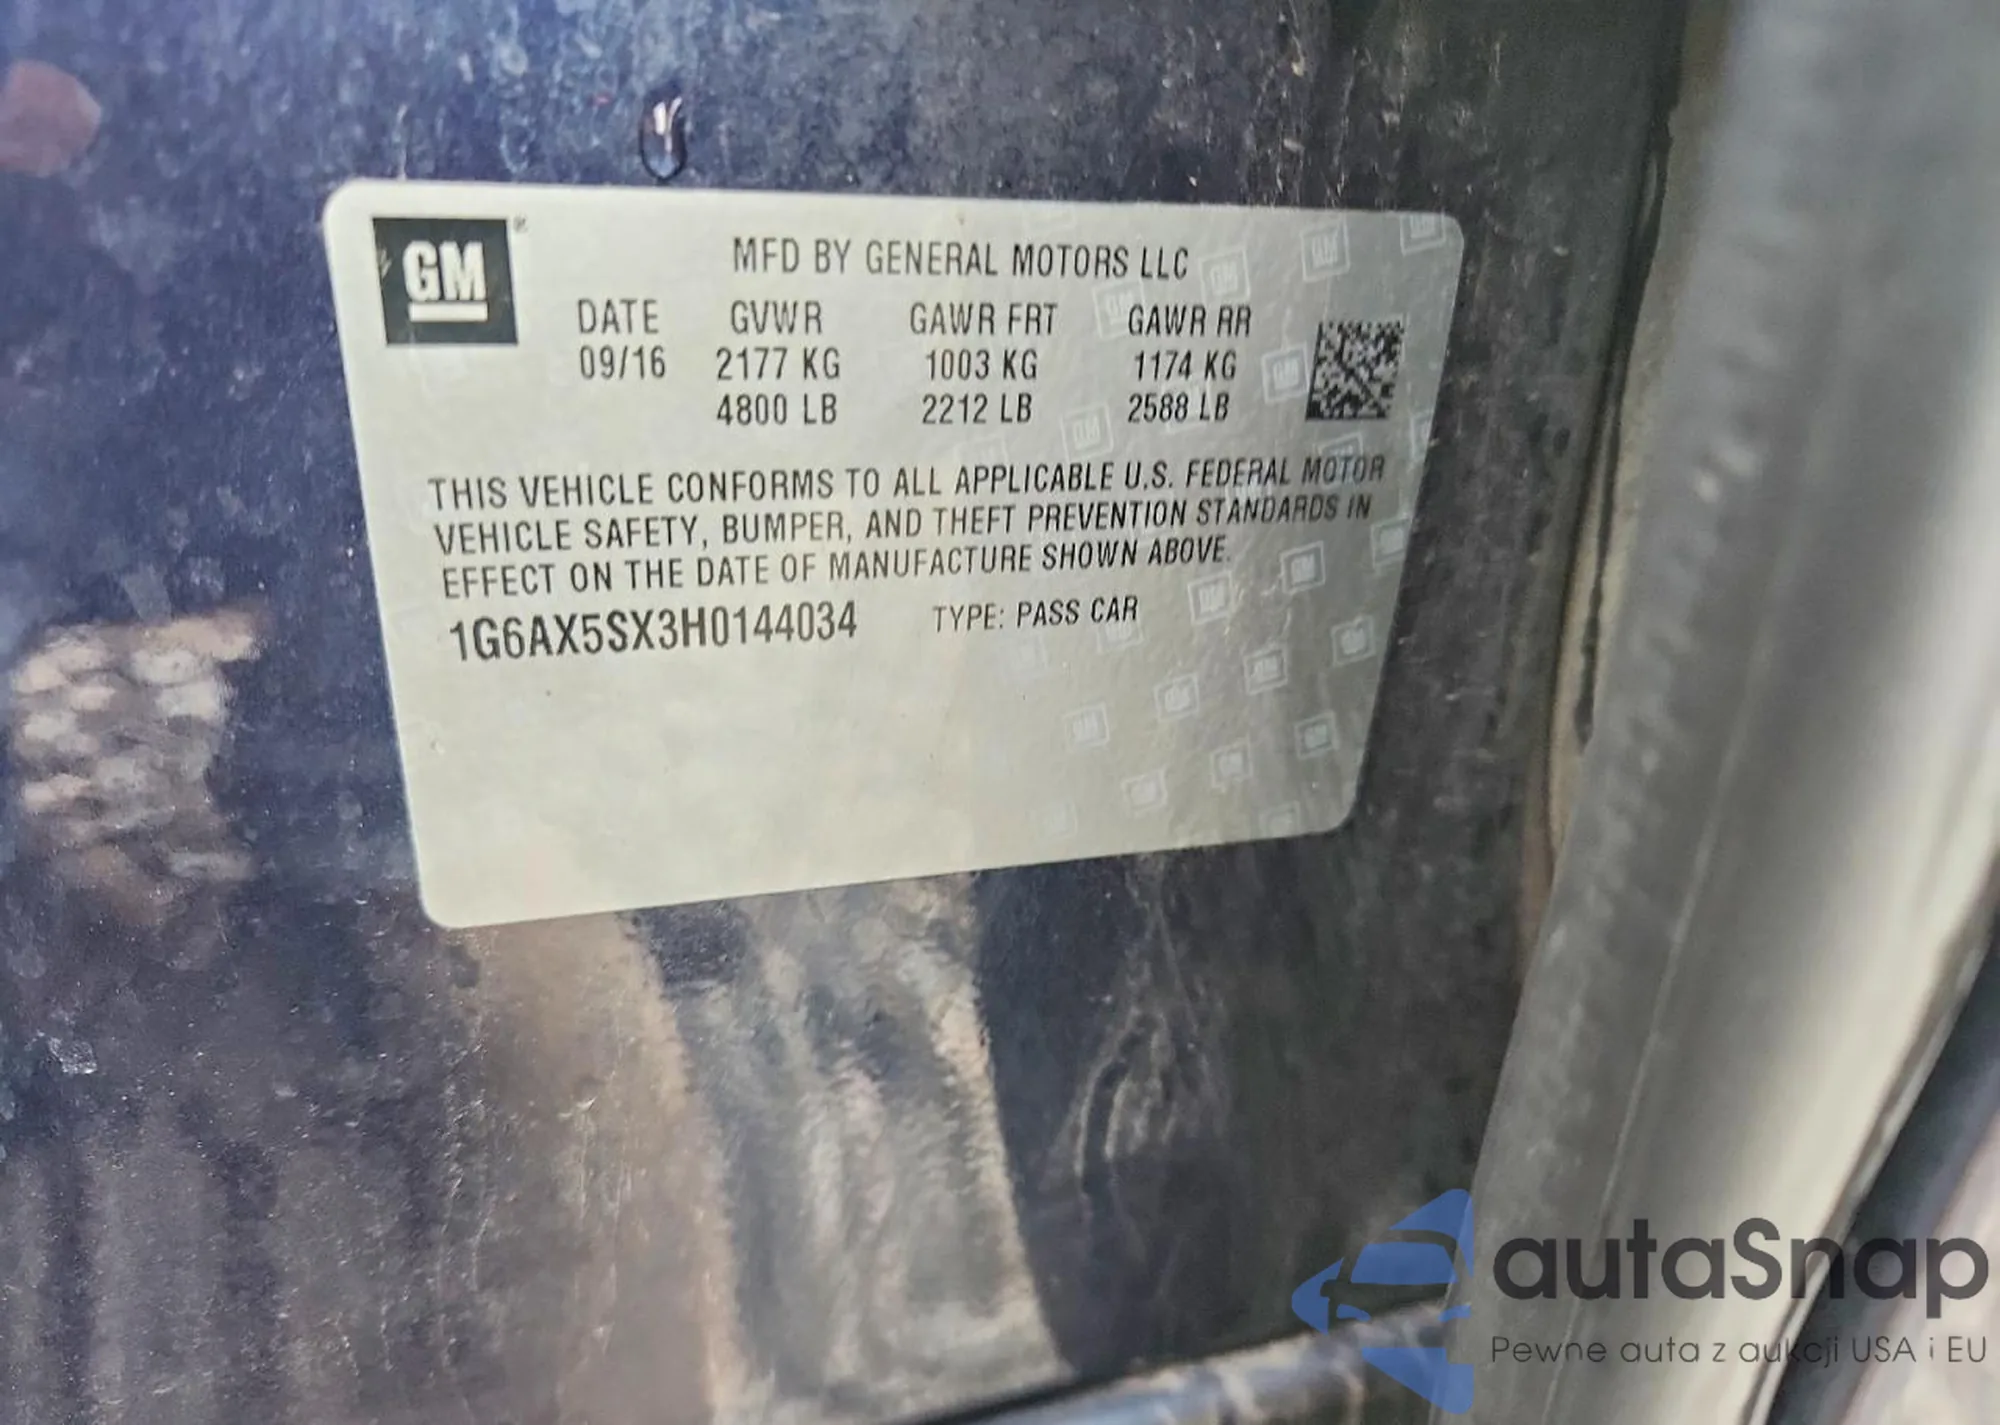 GM
MFD BY GENERAL MOTORS LLC
DATE GVWR GAWR FRT GAWR RR
09/16 2177 KG 1003 KG 1174 KG
4800 LB 2212 LB 2588 LB
THIS VEHICLE CONFORMS TO ALL APPLICABLE U.S. FEDERAL MOTOR
VEHICLE SAFETY, BUMPER, AND THEFT PREVENTION STANDARDS IN
EFFECT ON THE DATE OF MANUFACTURE SHOWN ABOVE.
1G6AX5SX3H0144034 TYPE: PASS CAR
autaSnap
Pewne auta z aukcji USA i EU